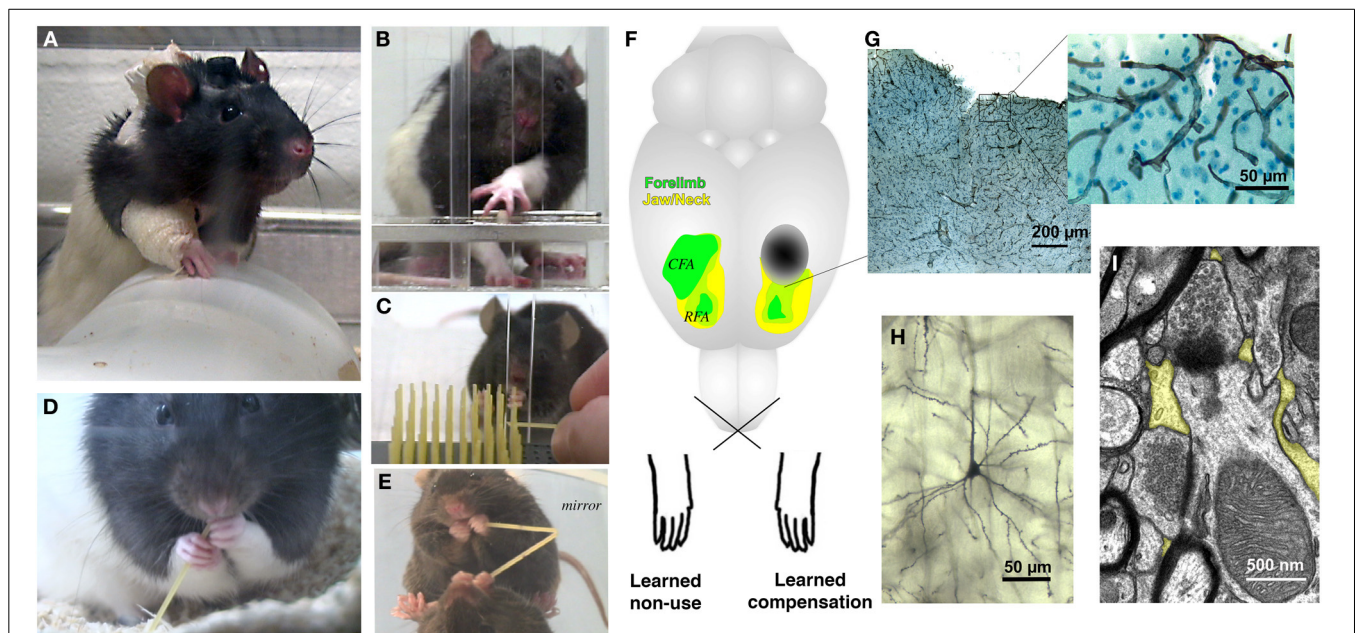 A
B
C
D
E
mirror
F
Forelimb
Jaw/Neck
CFA
RFA
Learned
non-use
Learned
compensation
G
200 µm
50 µm
H
50 µm
I
500 nm